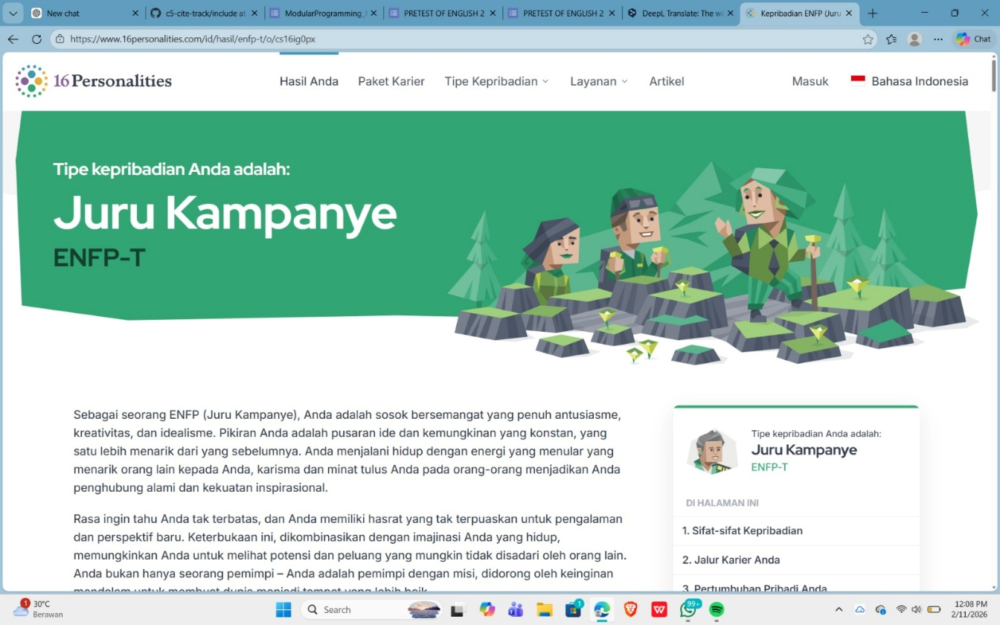 New chat
c5-cite-track/include at
ModularProgramming_
PRETEST OF ENGLISH 2
PRETEST OF ENGLISH 2
DeepL Translate: The wo
Kepribadian ENFP (Juru
https://www.16personalities.com/id/hasil/enfp-t/o/cs16ig0px
Chat
16Personalities
Hasil Anda
Paket Karier
Tipe Kepribadian
Layanan
Artikel
Masuk
Bahasa Indonesia
Tipe kepribadian Anda adalah:
Juru Kampanye
ENFP-T
Sebagai seorang ENFP (Juru Kampanye), Anda adalah sosok bersemangat yang penuh antusiasme,
kreativitas, dan idealisme. Pikiran Anda adalah pusaran ide dan kemungkinan yang konstan, yang
satu lebih menarik dari yang sebelumnya. Anda menjalani hidup dengan energi yang menular yang
menarik orang lain kepada Anda, karisma dan minat tulus Anda pada orang-orang menjadikan Anda
penghubung alami dan kekuatan inspirasional.
Rasa ingin tahu Anda tak terbatas, dan Anda memiliki hasrat yang tak terpuaskan untuk pengalaman
dan perspektif baru. Keterbukaan ini, dikombinasikan dengan imajinasi Anda yang hidup,
memungkinkan Anda untuk melihat potensi dan peluang yang mungkin tidak disadari oleh orang lain.
Anda bukan hanya seorang pemimpi – Anda adalah pemimpi dengan misi, didorong oleh keinginan
mendalam untuk membuat dunia menjadi tempat yang lebih baik.
Tipe kepribadian Anda adalah:
Juru Kampanye
ENFP-T
DI HALAMAN INI
1. Sifat-sifat Kepribadian
2. Jalur Karier Anda
3. Pertumbuhan Pribadi Anda
1
30°C
Berawan
Search
1
99+
12:08 PM
2/11/2026